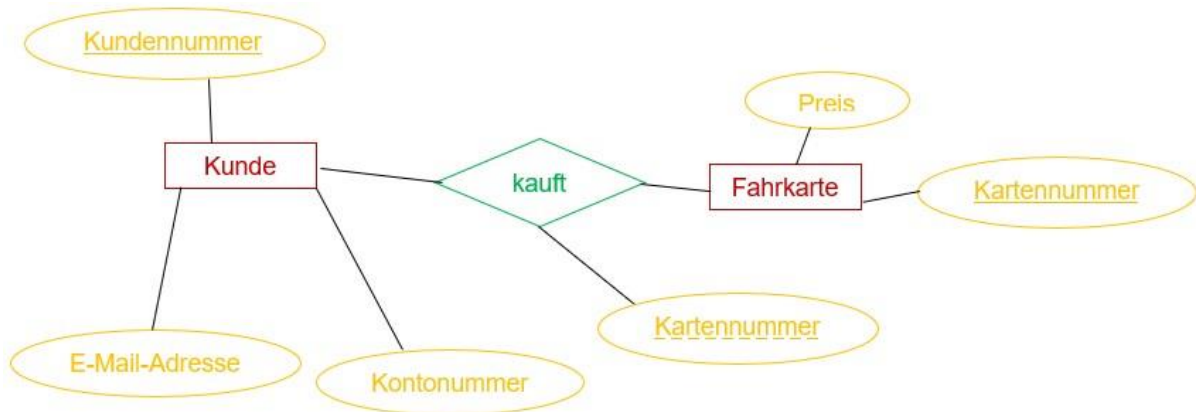 Kundennummer
Preis
Kunde
kauft
Fahrkarte
Kartennummer
Kartennummer
E-Mail-Adresse
Kontonummer